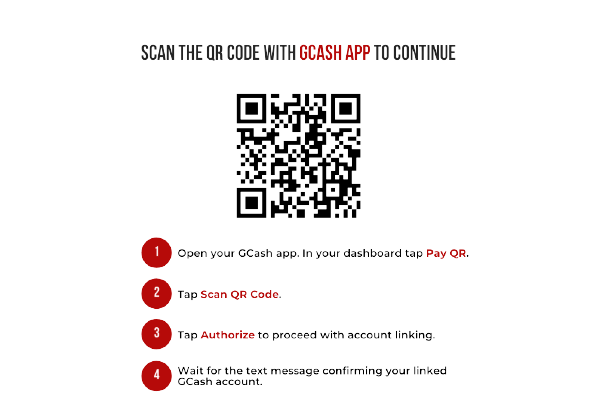 SCAN THE QR CODE WITH GCASH APP TO CONTINUE
1
Open your GCash app. In your dashboard tap Pay QR.
2
Tap Scan QR Code.
3
Tap Authorize to proceed with account linking.
4
Wait for the text message confirming your linked
GCash account.